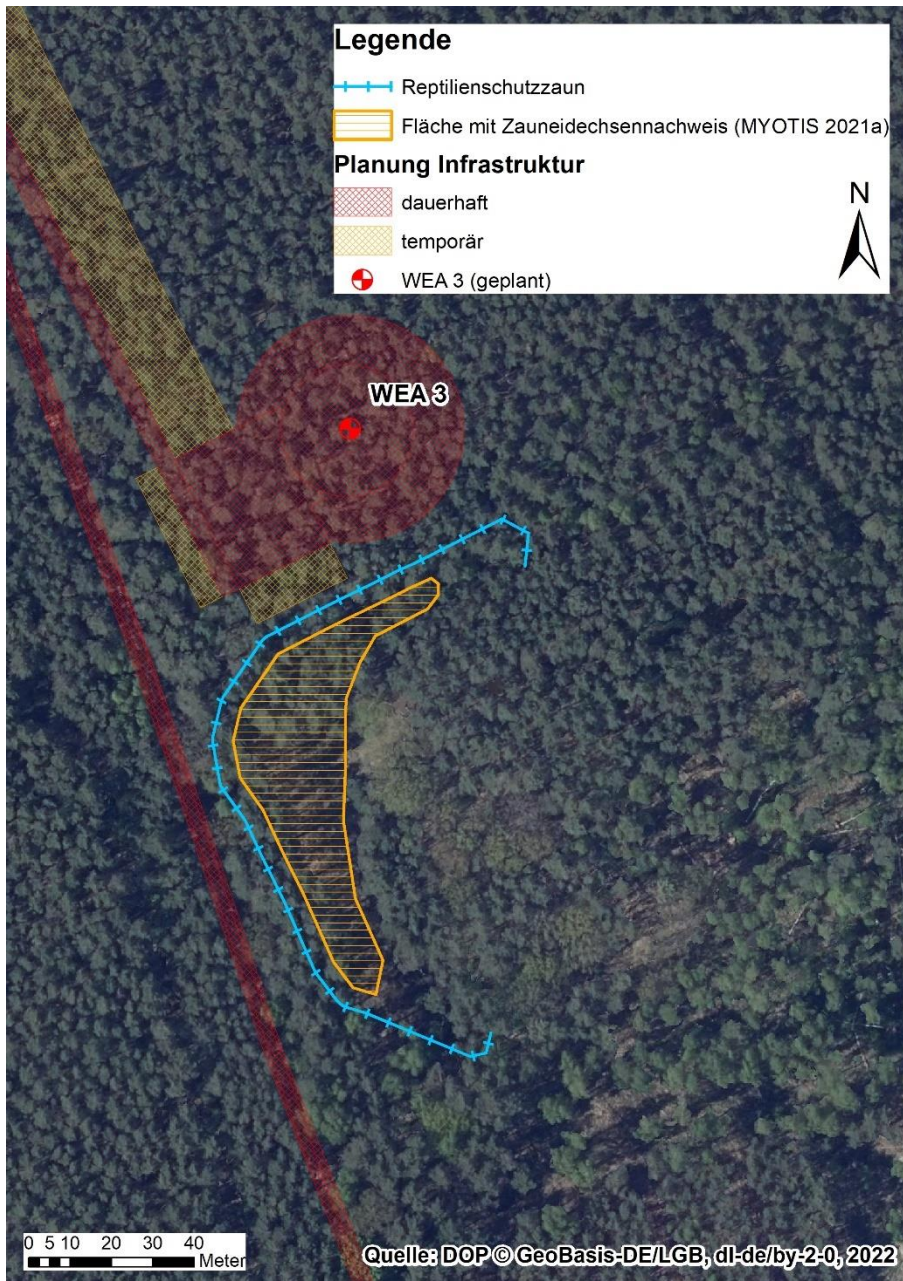 Legende
Reptilienschutzzaun
Fläche mit Zauneidechsennachweis (MYOTIS 2021a)
Planung Infrastruktur
dauerhaft
temporär
WEA 3 (geplant)
N
WEA 3
0 5 10 20 30 40
Meter
Quelle: DOP © GeoBasis-DE/LGB, dl-de/by-2-0, 2022